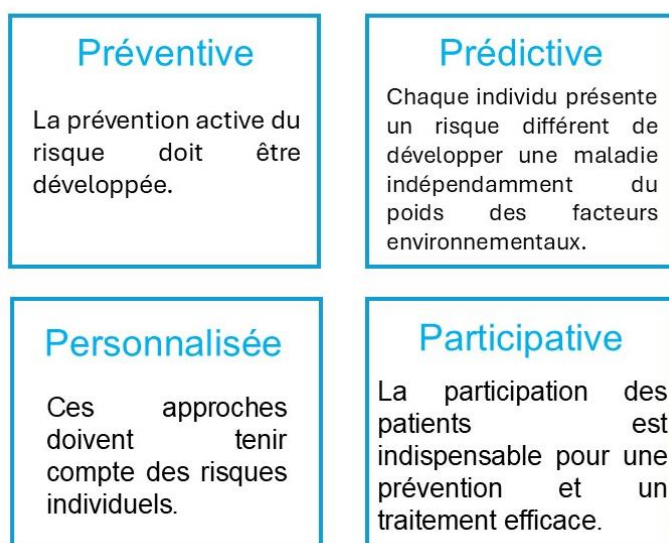 Préventive
La prévention active du
risque doit être
développée.
Prédictive
Chaque individu présente
un risque différent de
développer une maladie
indépendamment du
poids des facteurs
environnementaux.
Personnalisée
Ces approches
doivent tenir
compte des risques
individuels.
Participative
La participation des
patients est
indispensable pour une
prévention et un
traitement efficace.